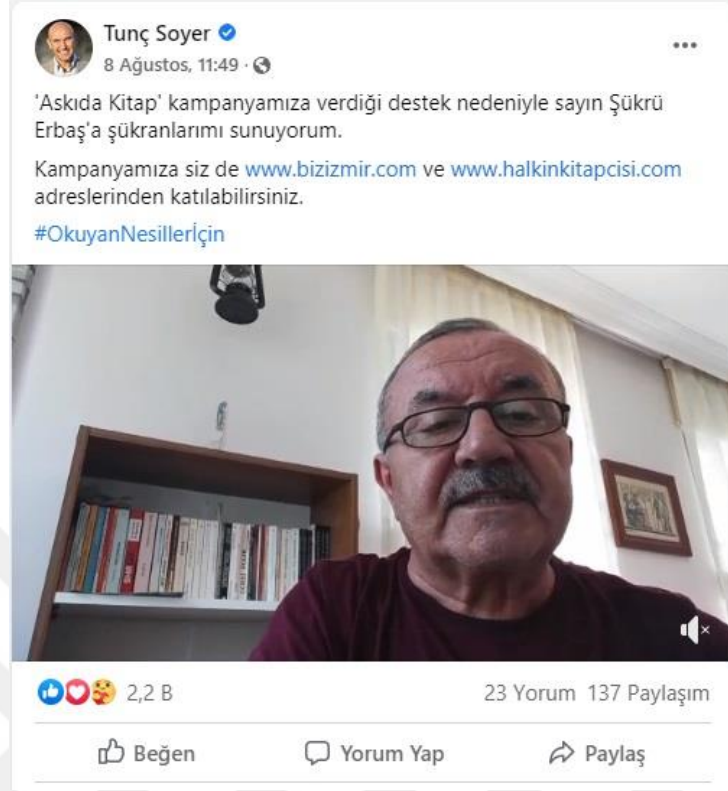 Tunç Soyer
8 Ağustos, 11:49 ·
'Askıda Kitap' kampanyamıza verdiği destek nedeniyle sayın Şükrü
Erbaş'a şükranlarımı sunuyorum.
Kampanyamıza siz de www.bizizmir.com ve www.halkinkitapcisi.com
adreslerinden katılabilirsiniz.
#OkuyanNesillerİçin
2,2 B
23 Yorum 137 Paylaşım
Beğen
Yorum Yap
Paylaş